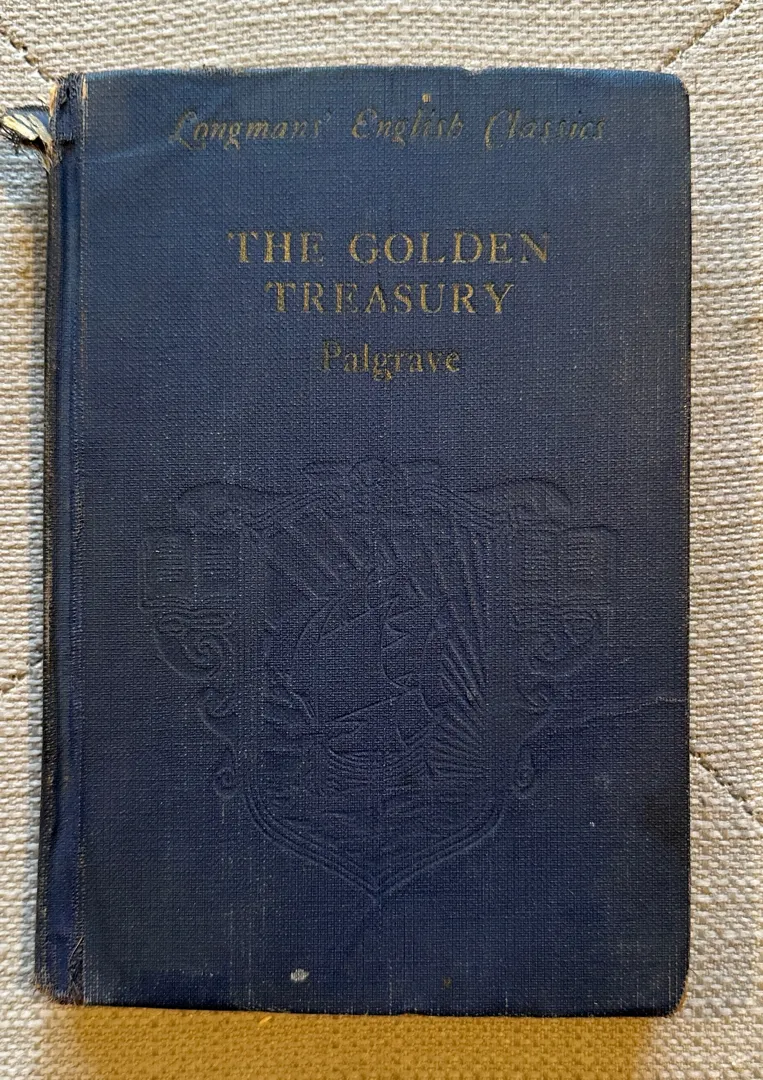 Longmans' English Classics
THE GOLDEN
TREASURY
Palgrave